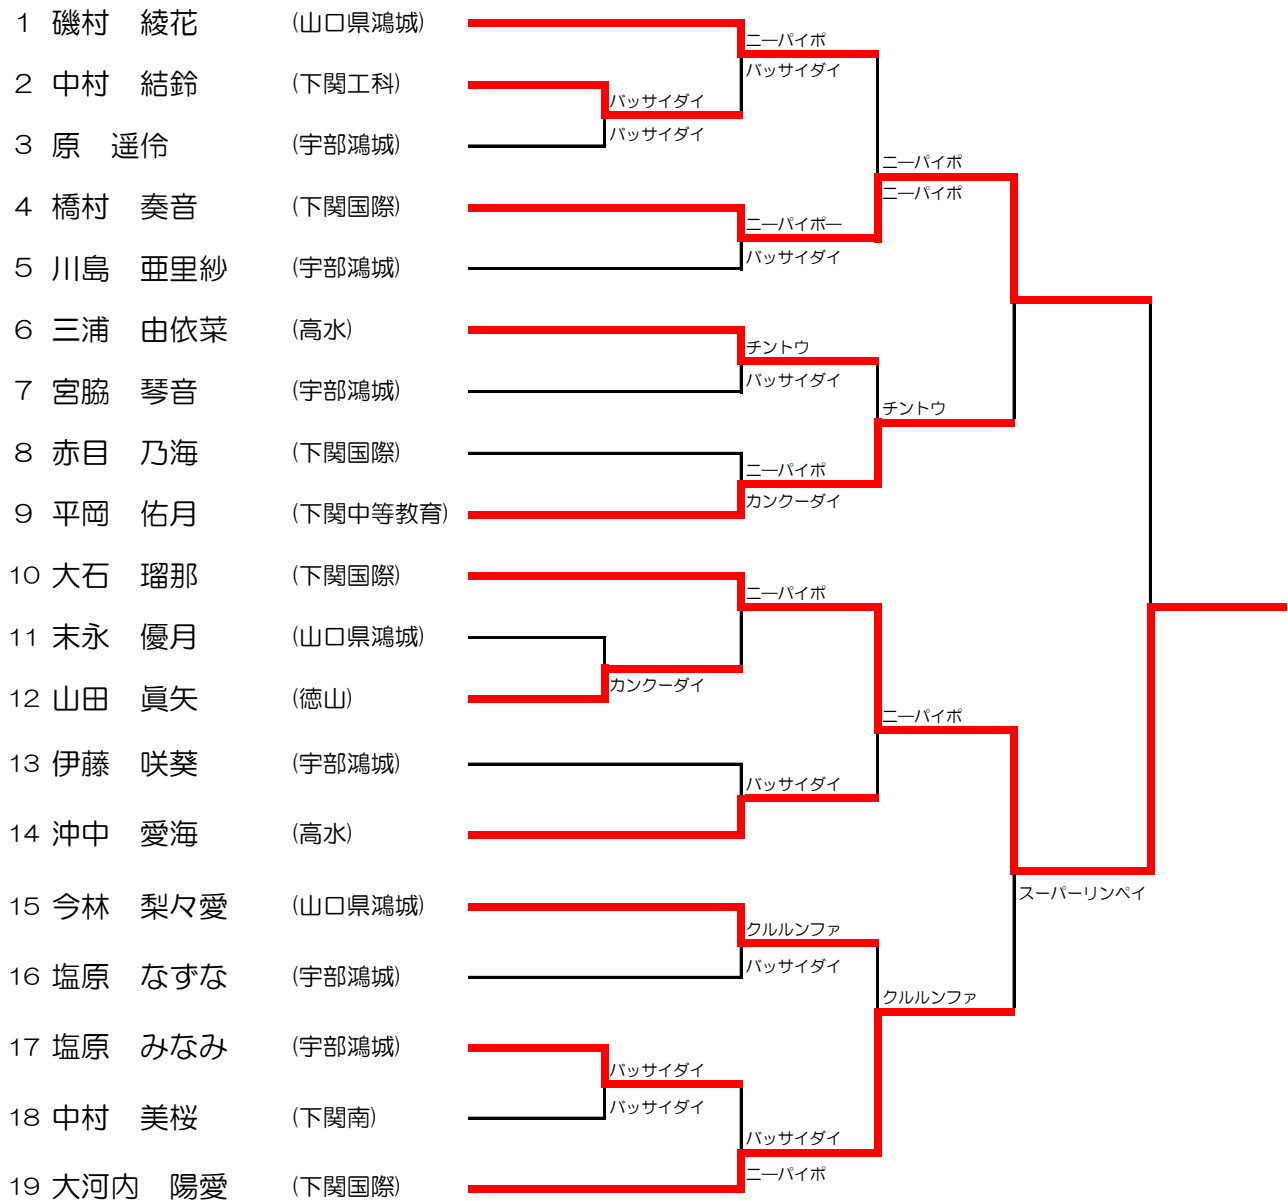 1 磯村　綾花 (山口県鴻城)
ニーパイポ
バッサイダイ
2 中村　結鈴 (下関工科)
バッサイダイ
バッサイダイ
3 原　遥伶 (宇部鴻城)
ニーパイポ
ニーパイポ
4 橋村　奏音 (下関国際)
ニーパイポー
バッサイダイ
5 川島　亜里紗 (宇部鴻城)
6 三浦　由依菜 (高水)
チントウ
バッサイダイ
7 宮脇　琴音 (宇部鴻城)
チントウ
8 赤目　乃海 (下関国際)
ニーパイポ
カンクーダイ
9 平岡　佑月 (下関中等教育)
10 大石　瑠那 (下関国際)
ニーパイポ
11 末永　優月 (山口県鴻城)
カンクーダイ
12 山田　眞矢 (徳山)
ニーパイポ
13 伊藤　咲葵 (宇部鴻城)
バッサイダイ
14 沖中　愛海 (高水)
スーパーリンペイ
15 今林　梨々愛 (山口県鴻城)
クルルンファ
バッサイダイ
16 塩原　なずな (宇部鴻城)
クルルンファ
17 塩原　みなみ (宇部鴻城)
バッサイダイ
バッサイダイ
18 中村　美桜 (下関南)
バッサイダイ
ニーパイポ
19 大河内　陽愛 (下関国際)